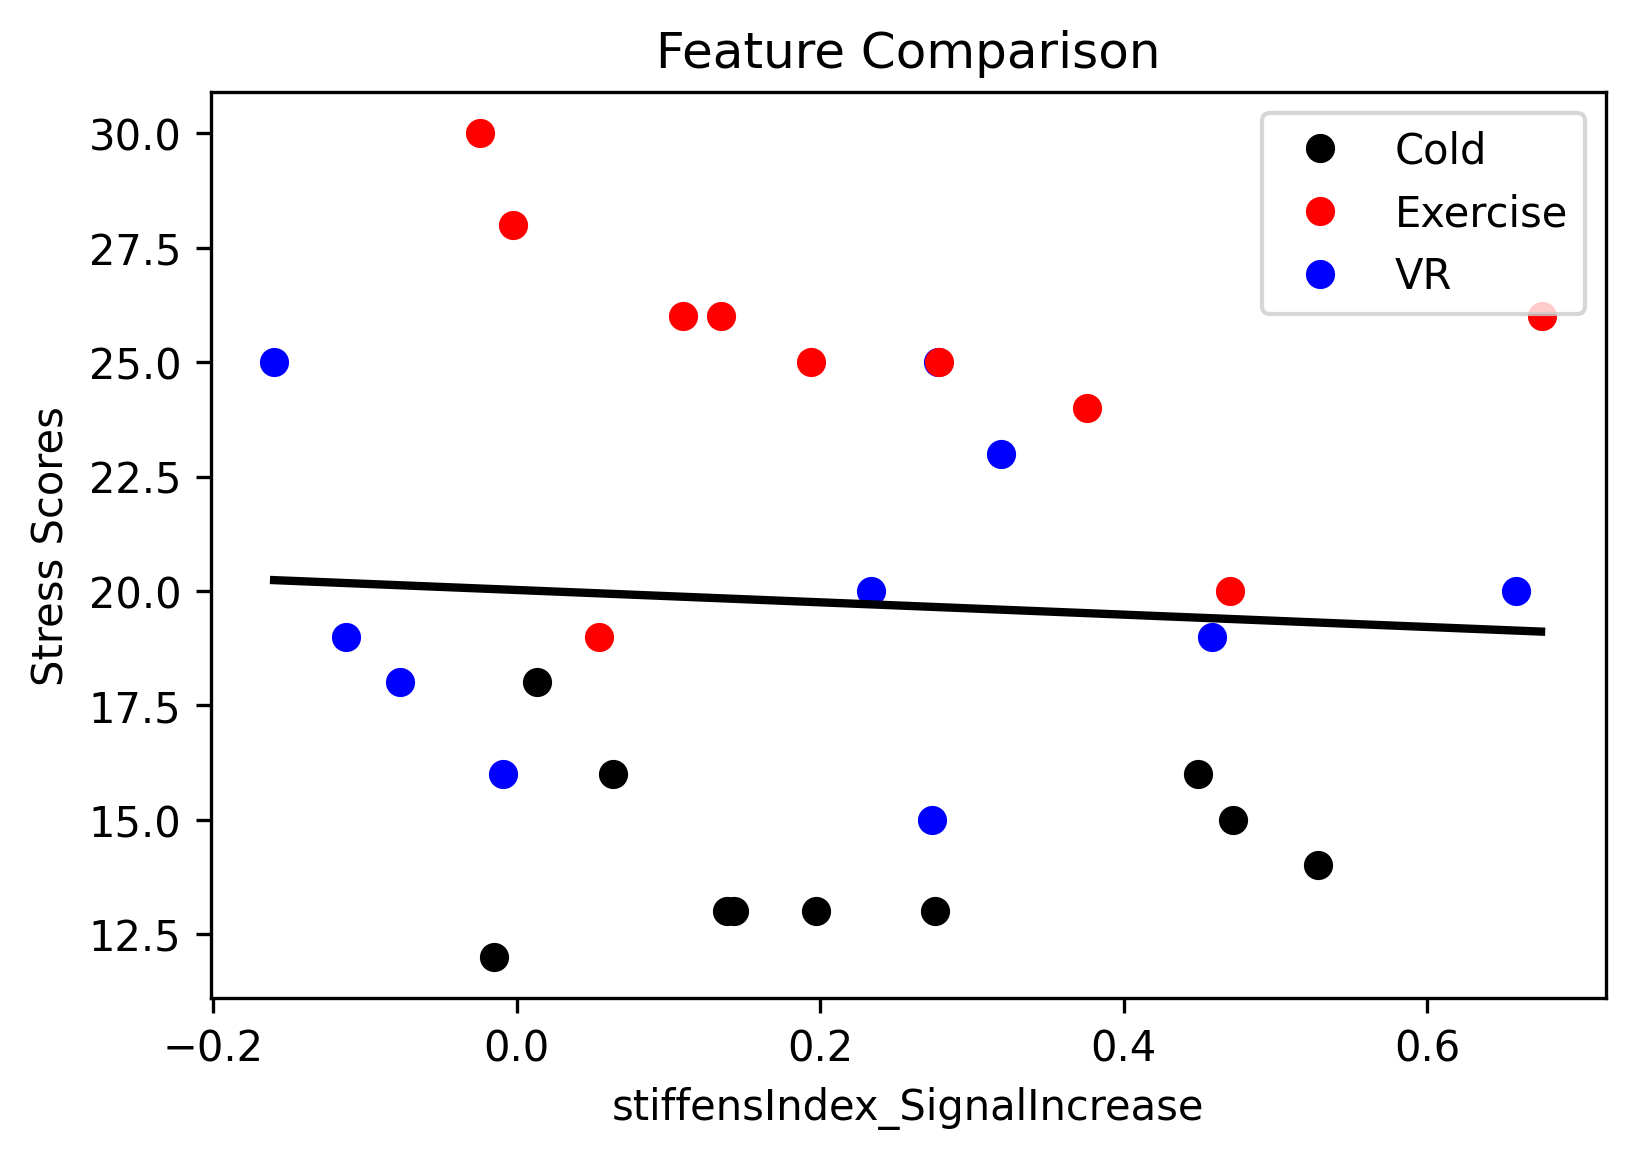 Feature Comparison
30.0
27.5
25.0
22.5
20.0
17.5
15.0
12.5
Stress Scores
Cold
Exercise
VR
−0.2
0.0
0.2
0.4
0.6
stiffensIndex_SignalIncrease